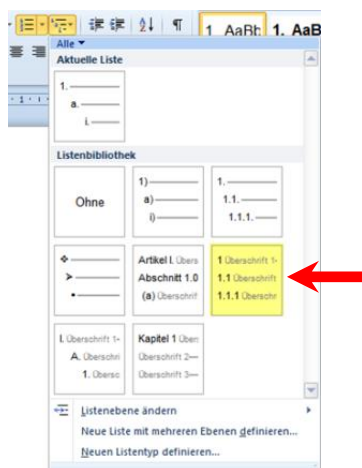 1. AaBb 1. AaB
Alle
Aktuelle Liste
1.
a.
i.
Listenbibliothek
Ohne
1)
a)
i)
1.
1.1.
1.1.1.
Artikel I. Übers
Abschnitt 1.0
(a) Überschrif
1 Überschrift 1
1.1 Überschrift
1.1.1 Überschr
I. Überschrift 1
A. Überschri
1. Übersc
Kapitel 1 Über
Überschrift 2
Überschrift 3
Listenebene ändern
Neue Liste mit mehreren Ebenen definieren...
Neuen Listentyp definieren...